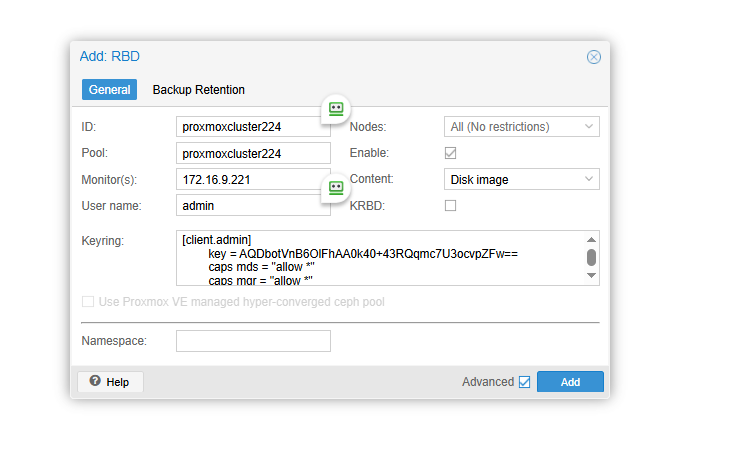 Add: RBD
General Backup Retention
ID: proxmoxcluster224 Nodes: All (No restrictions)
Pool: proxmoxcluster224 Enable:
Monitor(s): 172.16.9.221 Content: Disk image
User name: admin KRBD:
Keyring: [client.admin]
key = AQDbotVnB6OlFhAA0k40+43RQqmc7U3ocvpZFw==
caps mds = "allow *"
caps mgr = "allow *"
Use Proxmox VE managed hyper-converged ceph pool
Namespace:
Help Advanced Add